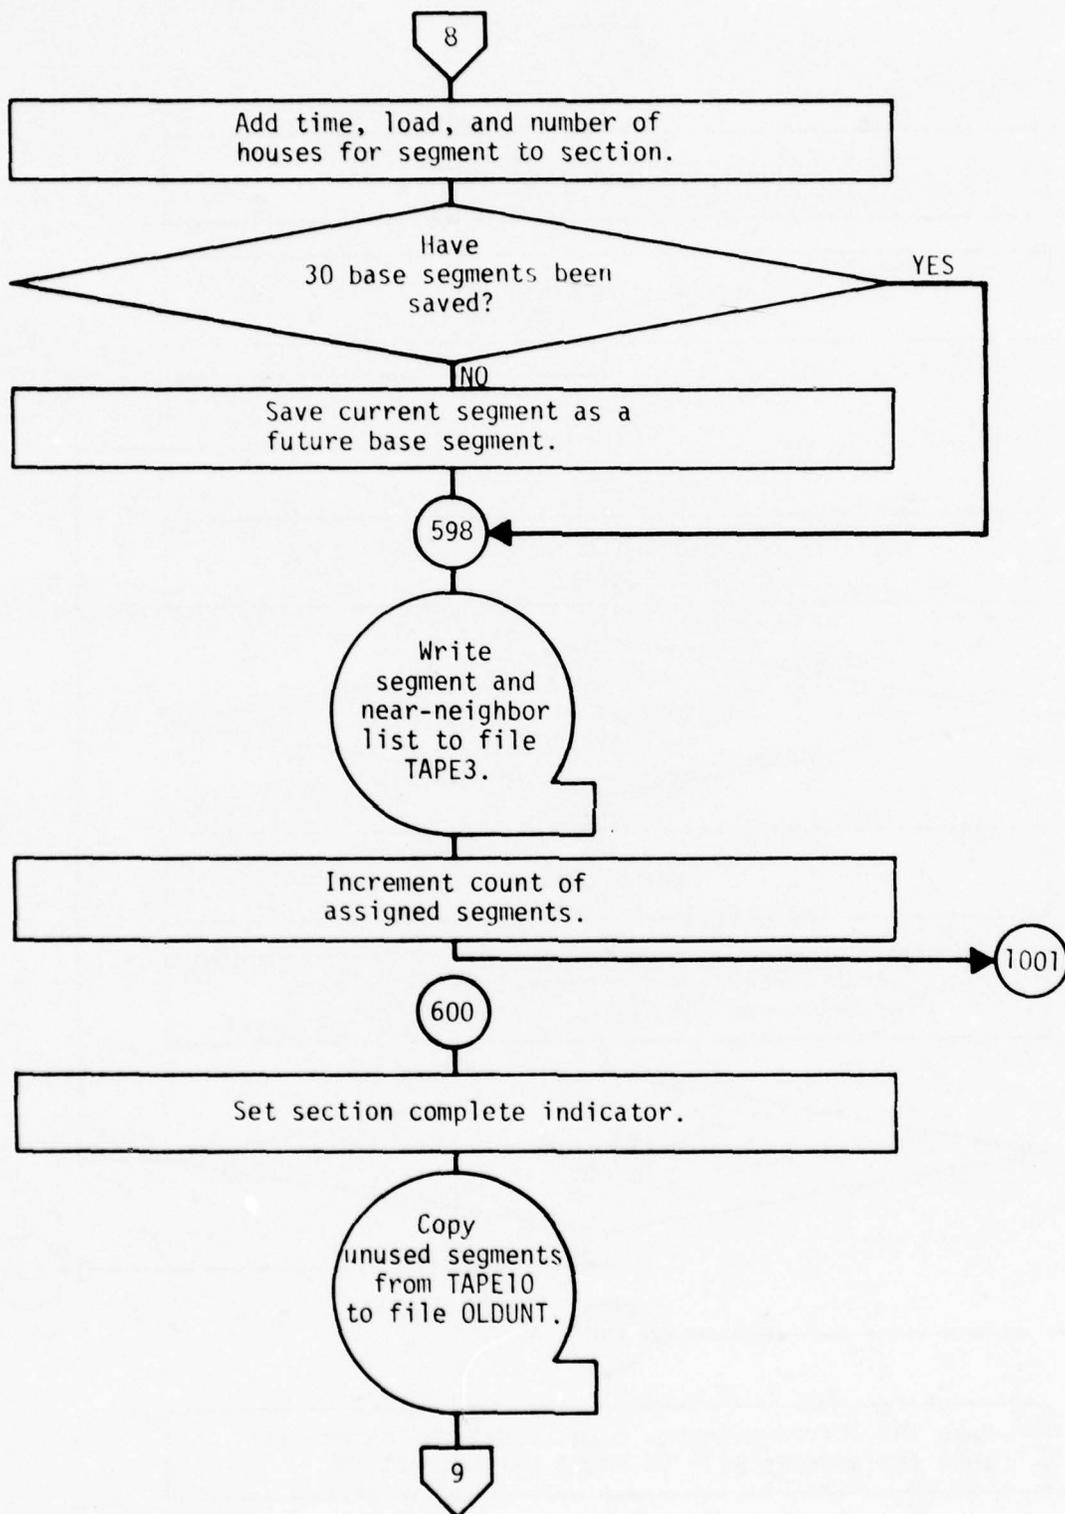 8
Add time, load, and number of
houses for segment to section.
Have
30 base segments been
saved?
YES
NO
Save current segment as a
future base segment.
598
Write
segment and
near-neighbor
list to file
TAPE3.
Increment count of
assigned segments.
1001
600
Set section complete indicator.
Copy
unused segments
from TAPE10
to file OLDUNT.
9